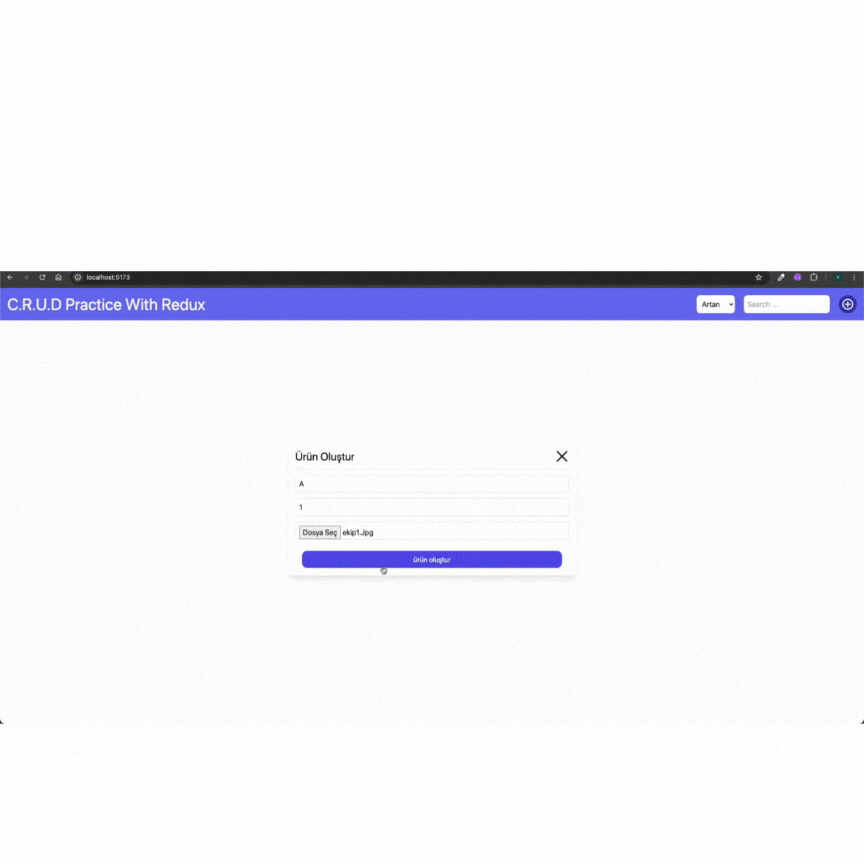 localhost:5173
C.R.U.D Practice With Redux
Artan
Search ...
Ürün Oluştur
A
1
Dosya Seç ekip1.Jpg
ürün oluştur